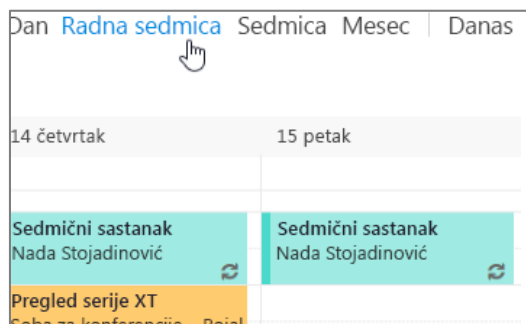 Dan Radna sedmica Sedmica Mesec Danas
14 četvrtak 15 petak
Sedmični sastanak
Nada Stojadinović
Sedmični sastanak
Nada Stojadinović
Pregled serije XT
Soba za konferencije - Bojal